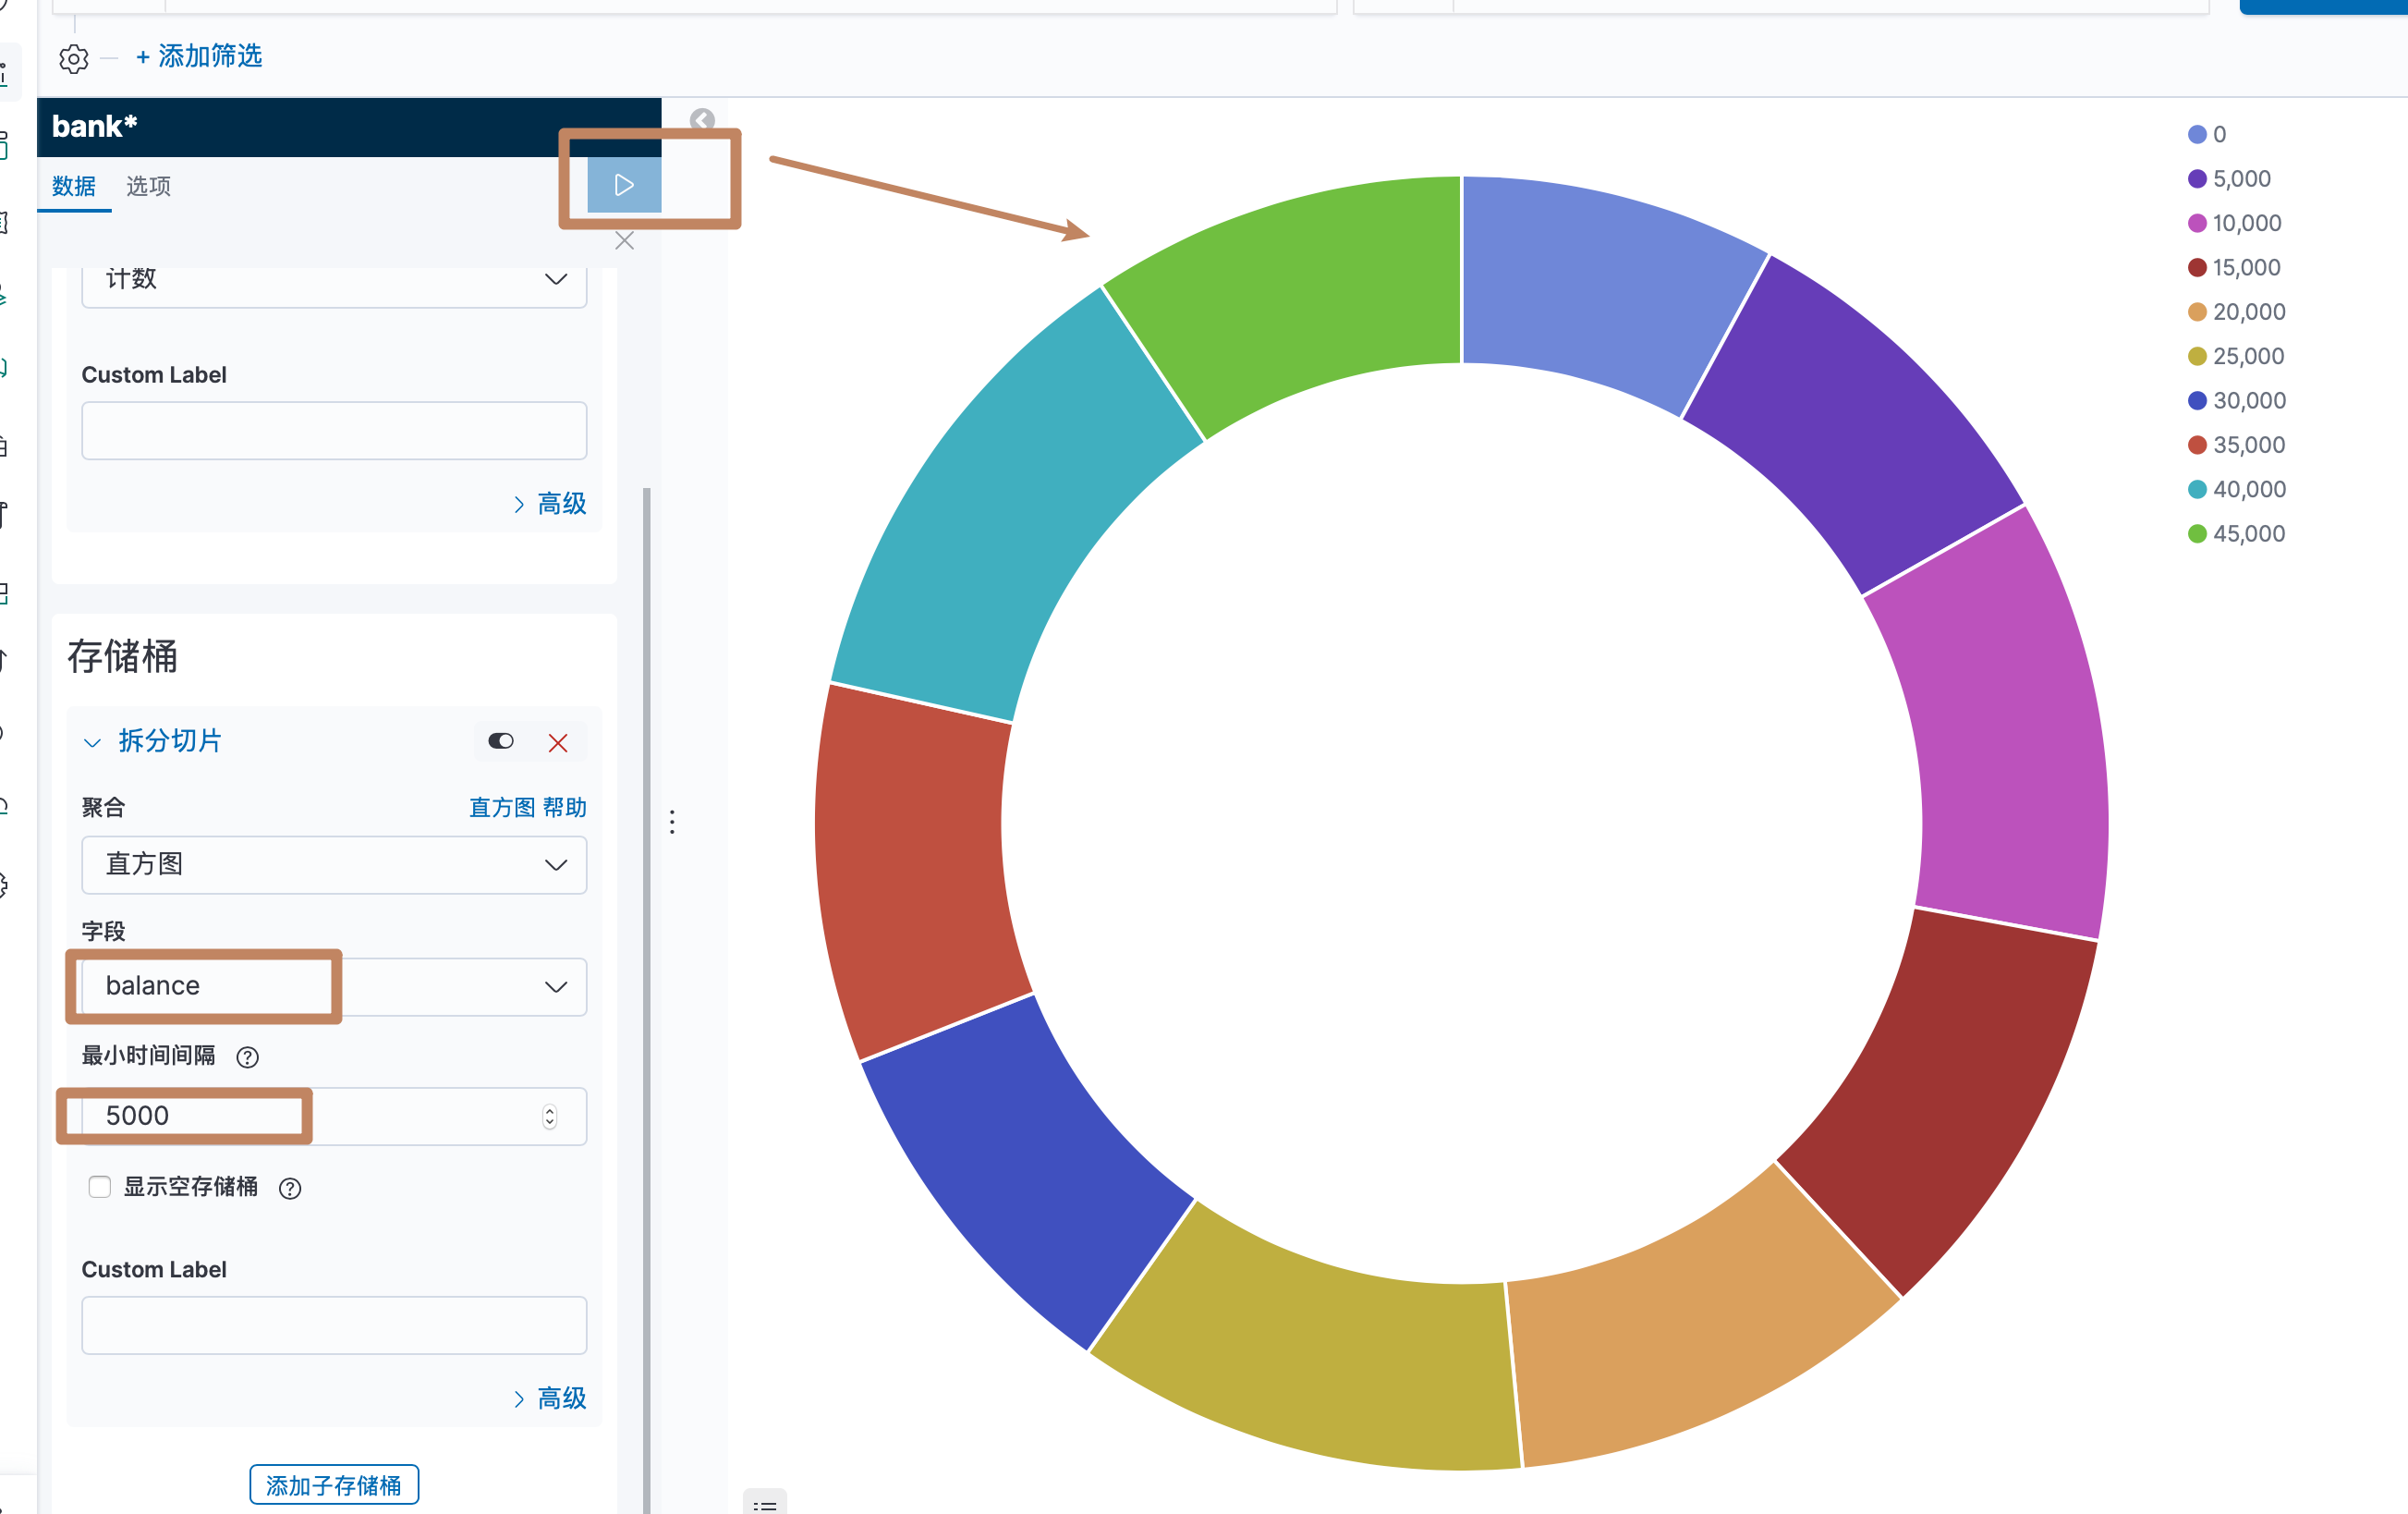 + 添加筛选
bank*
数据 选项
计数
Custom Label
高级
存储桶
拆分切片
聚合 直方图 帮助
直方图
字段
balance
最小时间间隔
5000
显示空存储桶
Custom Label
高级
添加子存储桶
0
5,000
10,000
15,000
20,000
25,000
30,000
35,000
40,000
45,000